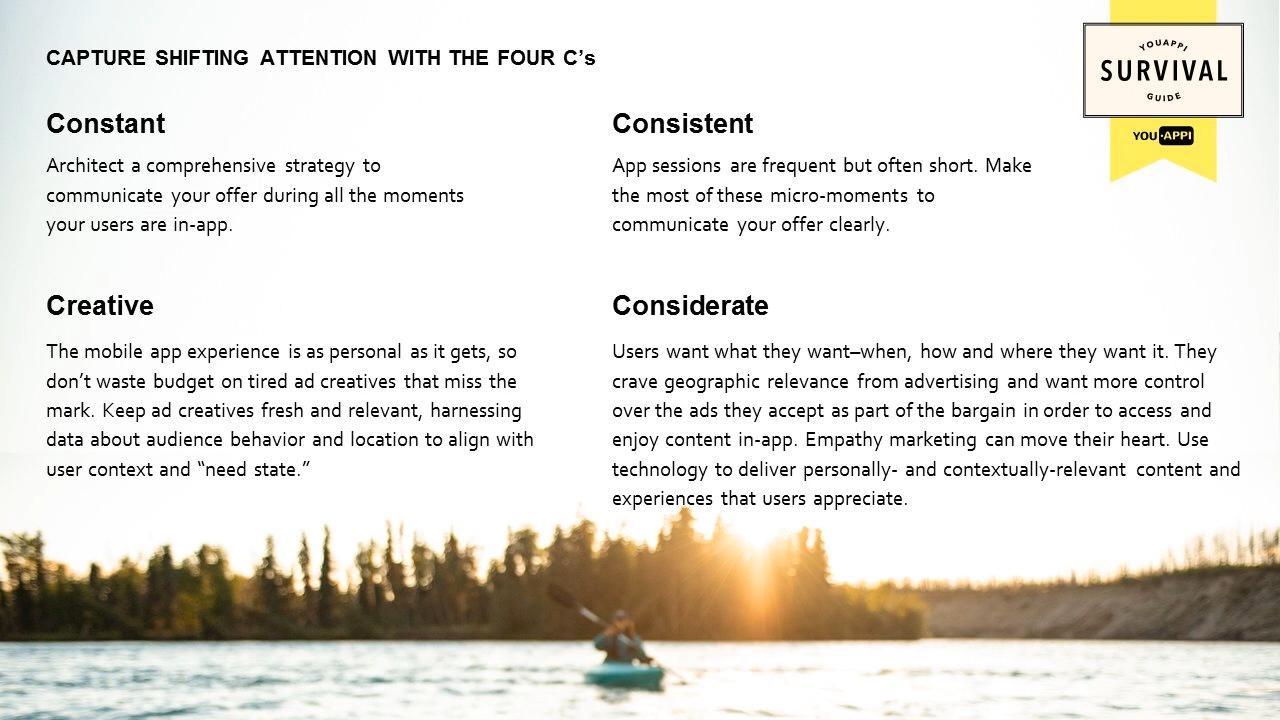 CAPTURE SHIFTING ATTENTION WITH THE FOUR C’s
YOUAPPI
SURVIVAL
GUIDE
YOU APPI
Constant
Architect a comprehensive strategy to
communicate your offer during all the moments
your users are in-app.
Consistent
App sessions are frequent but often short. Make
the most of these micro-moments to
communicate your offer clearly.
Creative
The mobile app experience is as personal as it gets, so
don’t waste budget on tired ad creatives that miss the
mark. Keep ad creatives fresh and relevant, harnessing
data about audience behavior and location to align with
user context and “need state.”
Considerate
Users want what they want–when, how and where they want it. They
crave geographic relevance from advertising and want more control
over the ads they accept as part of the bargain in order to access and
enjoy content in-app. Empathy marketing can move their heart. Use
technology to deliver personally- and contextually-relevant content and
experiences that users appreciate.